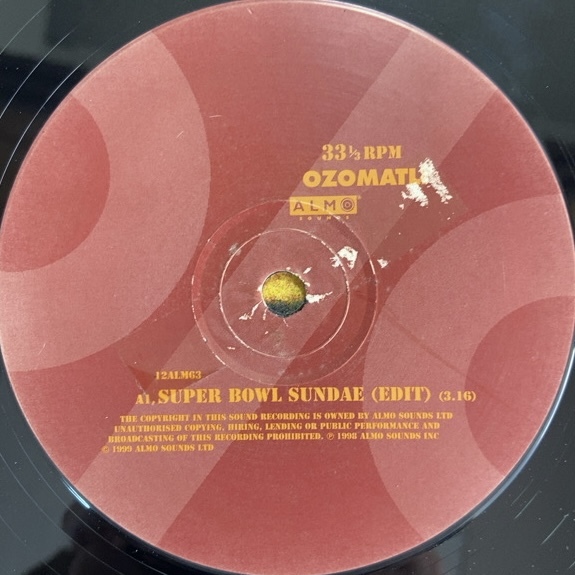 33⅓ RPM
OZOMATLI
ALMO
SOUNDS
12ALM63
A1, SUPER BOWL SUNDAE (EDIT) (3.16)
THE COPYRIGHT IN THIS SOUND RECORDING IS OWNED BY ALMO SOUNDS LTD
UNAUTHORISED COPYING, HIRING, LENDING OR PUBLIC PERFORMANCE AND
BROADCASTING OF THIS RECORDING PROHIBITED. ℗ 1998 ALMO SOUNDS INC
© 1999 ALMO SOUNDS LTD